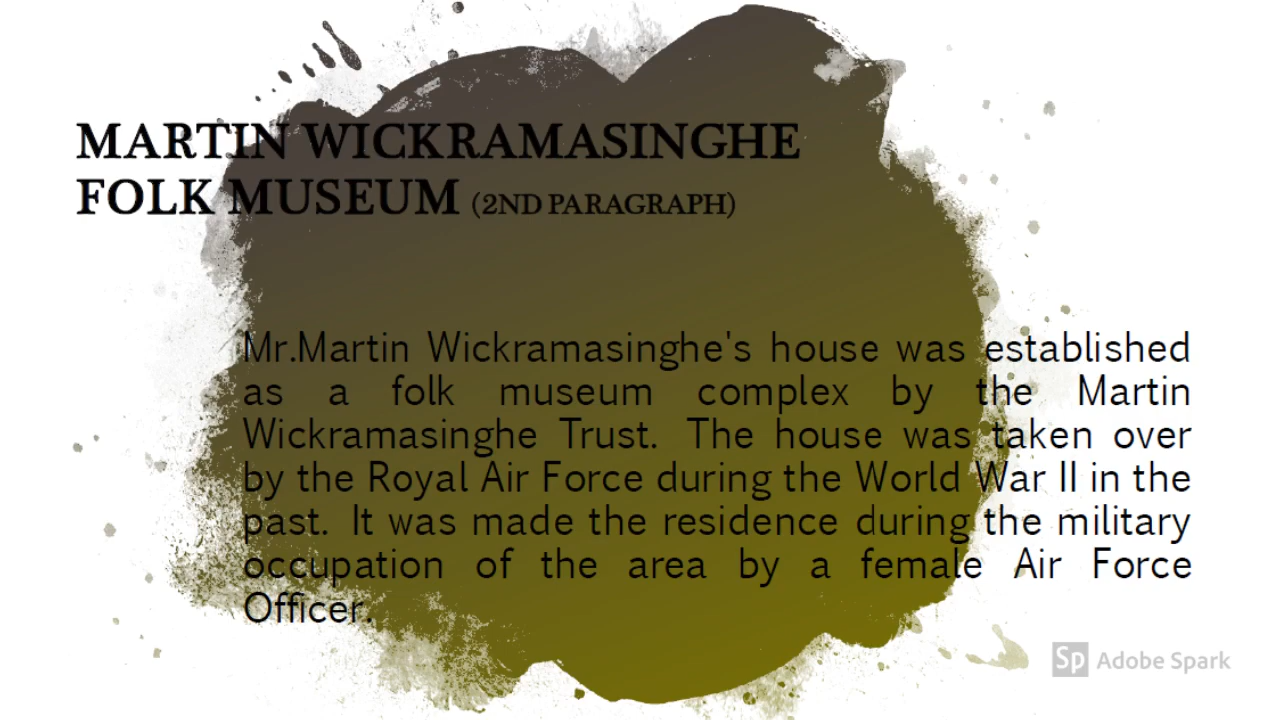 MARTIN WICKRAMASINGHE
FOLK MUSEUM (2ND PARAGRAPH)
Mr.Martin Wickramasinghe's house was established
as a folk museum complex by the Martin
Wickramasinghe Trust. The house was taken over
by the Royal Air Force during the World War II in the
past. It was made the residence during the military
occupation of the area by a female Air Force
Officer.
Sp Adobe Spark